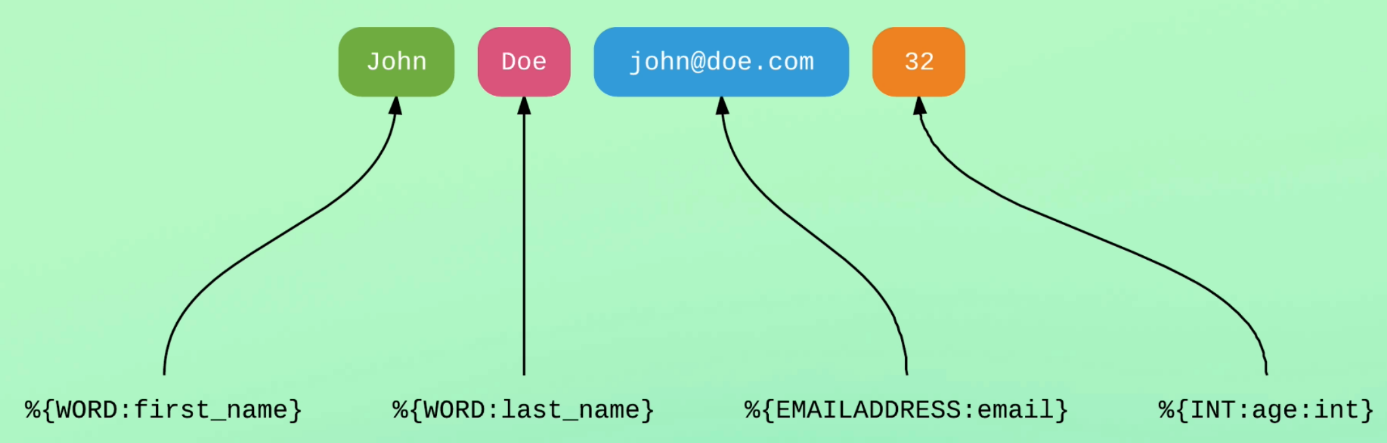 John Doe john@doe.com 32
%{WORD:first_name} %{WORD:last_name} %{EMAILADDRESS:email} %{INT:age:int}